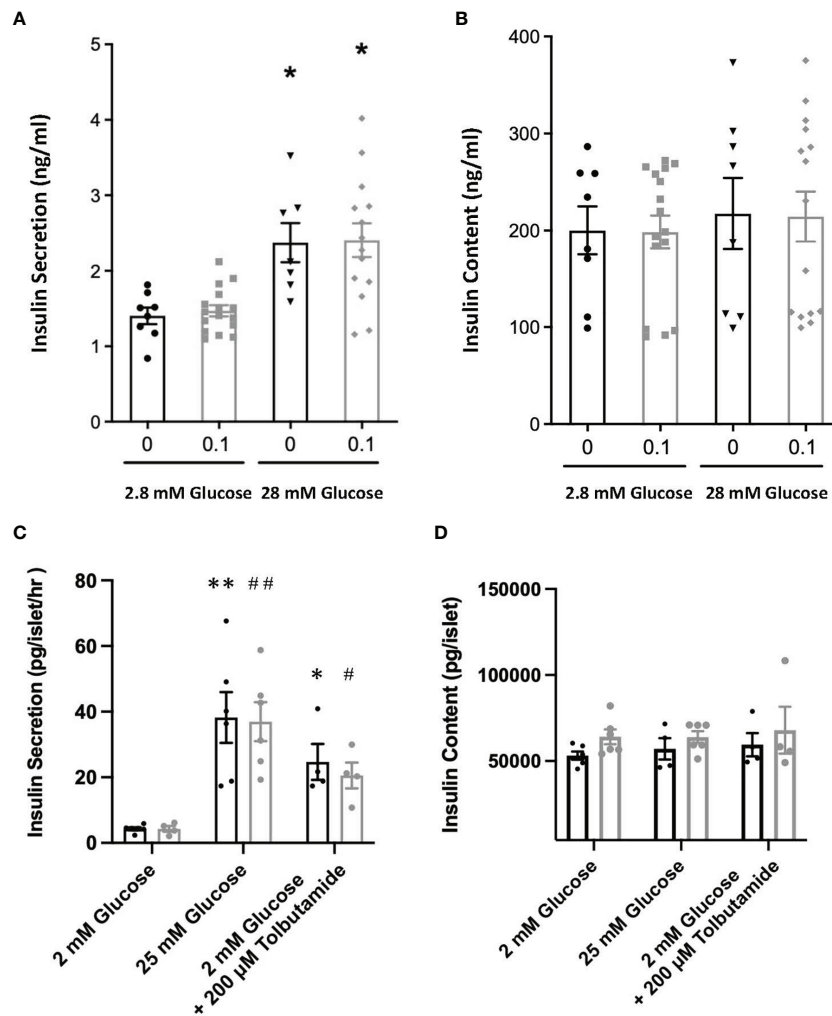 A
Insulin Secretion (ng/ml)
5
4
3
2
1
0
*
*
0
0.1
0
0.1
2.8 mM Glucose
28 mM Glucose
B
Insulin Content (ng/ml)
400
300
200
100
0
0
0.1
0
0.1
2.8 mM Glucose
28 mM Glucose
C
Insulin Secretion (pg/islet/hr )
80
60
40
20
0
**
##
*
#
2 mM Glucose
25 mM Glucose
2 mM Glucose
+ 200 µM Tolbutamide
D
Insulin Content (pg/islet)
150000
100000
50000
2 mM Glucose
25 mM Glucose
2 mM Glucose
+ 200 µM Tolbutamide